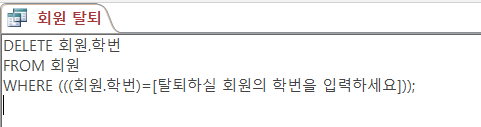 회원 탈퇴
DELETE 회원.학번
FROM 회원
WHERE (((회원.학번)=[탈퇴하실 회원의 학번을 입력하세요]));